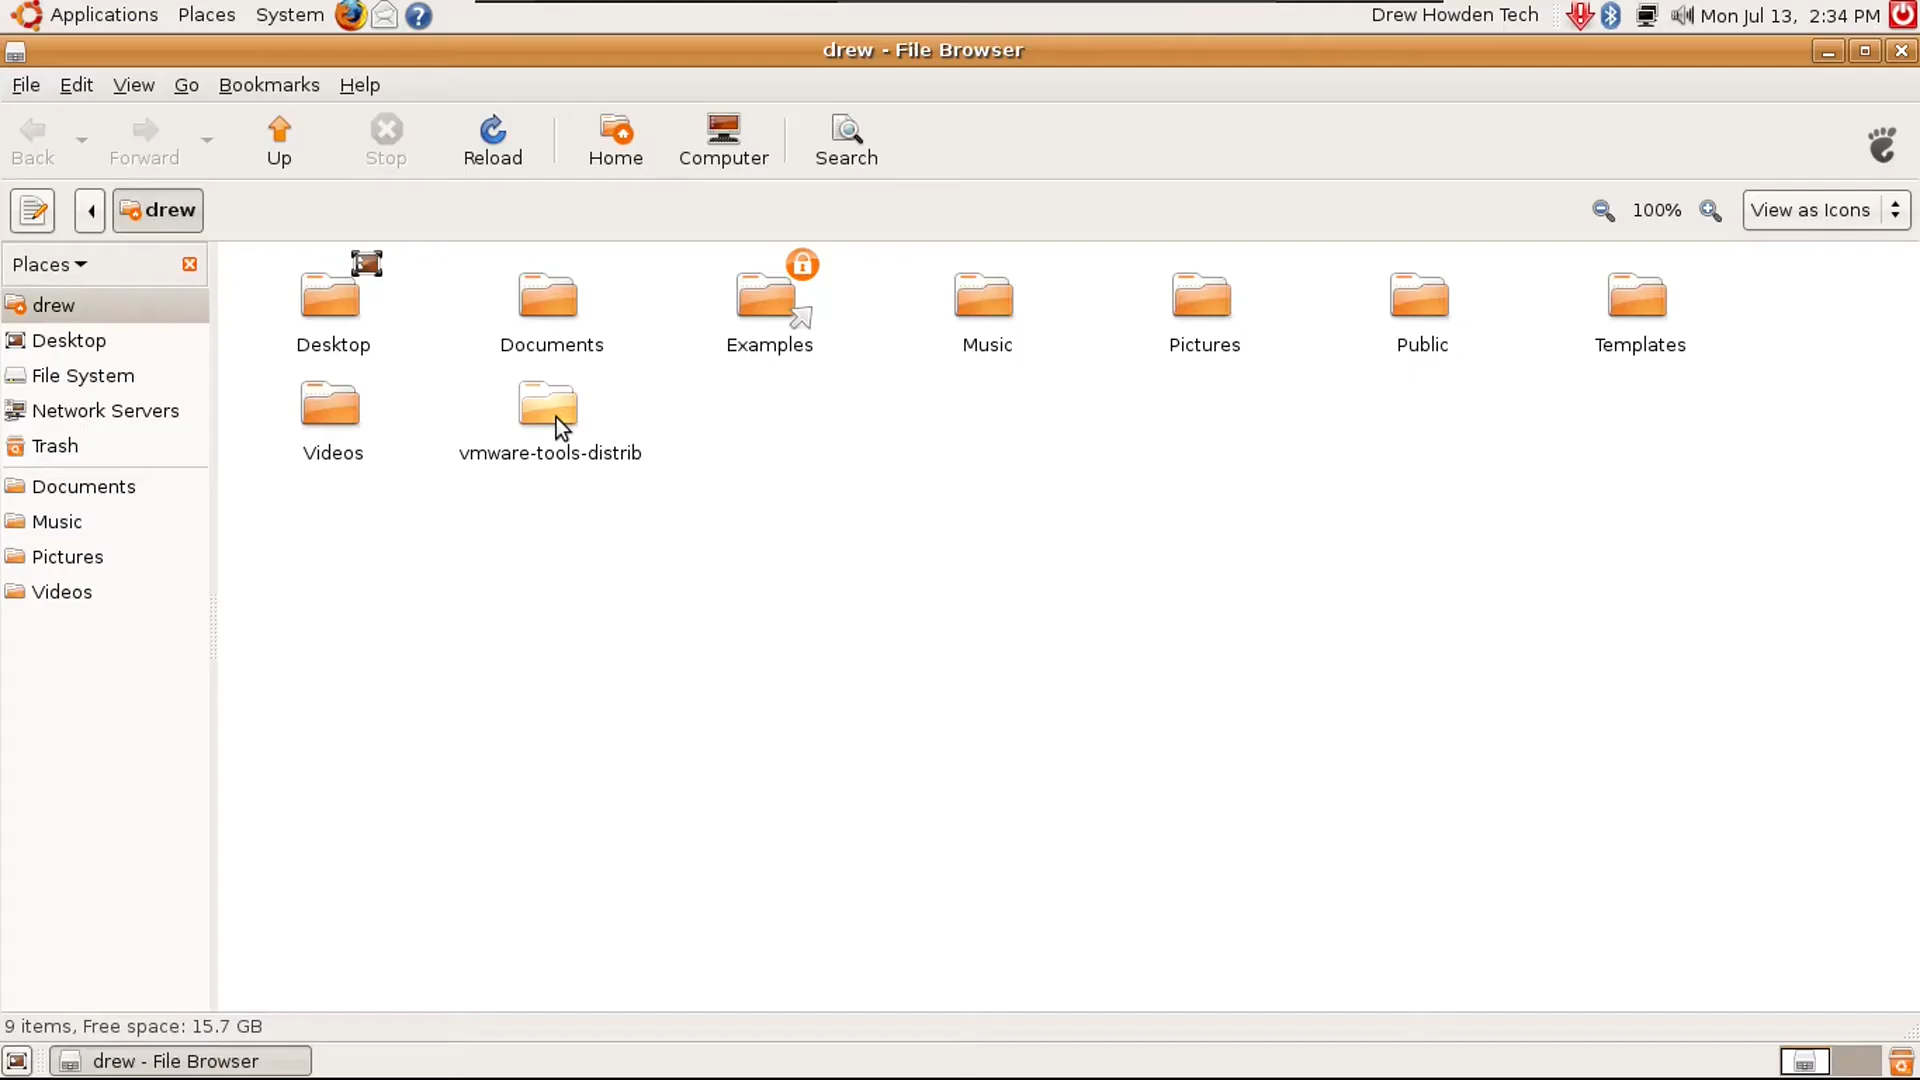 Applications Places System Drew Howden Tech Mon Jul 13, 2:34 PM
drew - File Browser
File Edit View Go Bookmarks Help
Back Forward Up Stop Reload Home Computer Search
drew 100% View as Icons
Places
drew
Desktop
File System
Network Servers
Trash
Documents
Music
Pictures
Videos
Desktop Documents Examples Music Pictures Public Templates
Videos vmware-tools-distrib
9 items, Free space: 15.7 GB
drew - File Browser